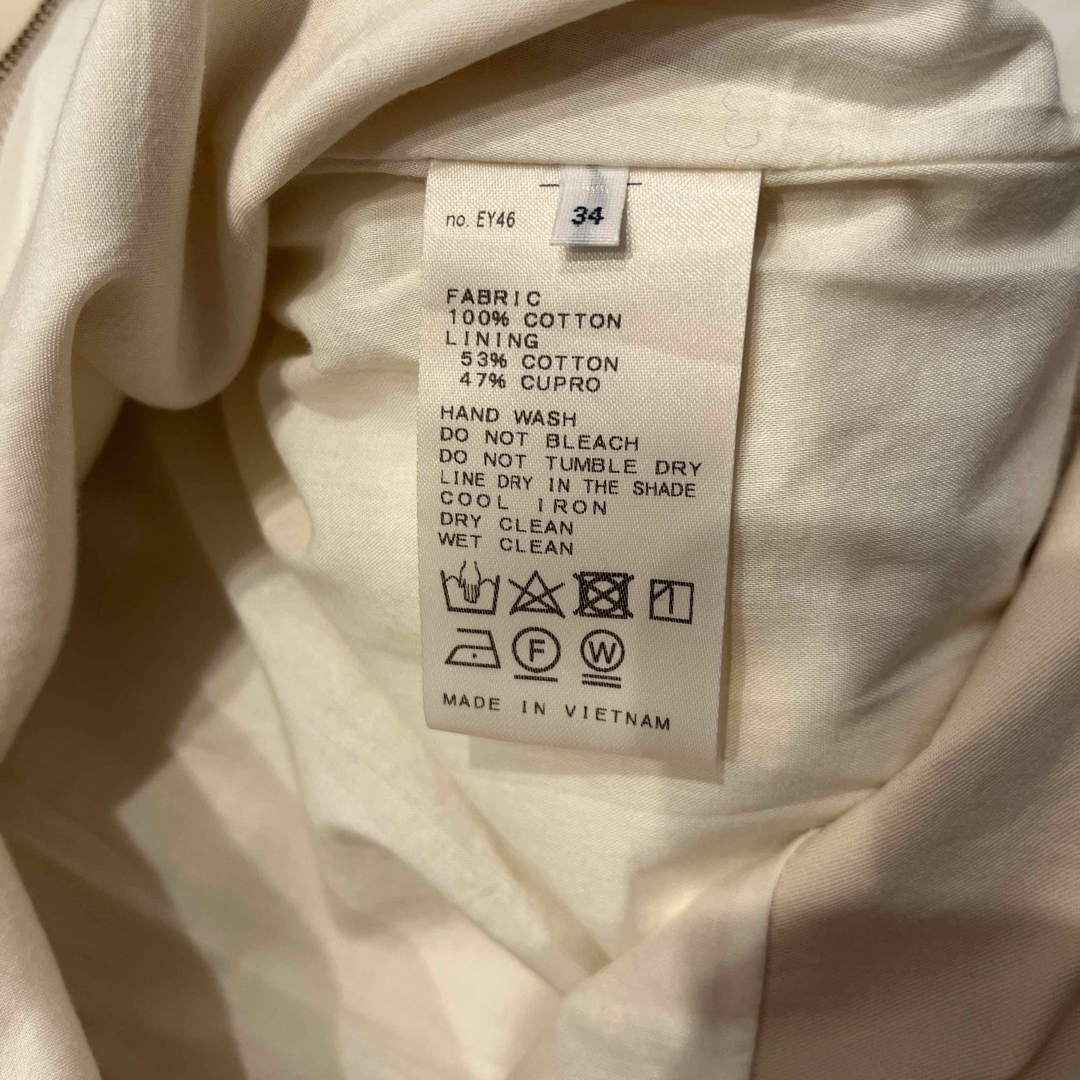 no. EY46
34
FABRIC
100% COTTON
LINING
53% COTTON
47% CUPRO
HAND WASH
DO NOT BLEACH
DO NOT TUMBLE DRY
LINE DRY IN THE SHADE
COOL IRON
DRY CLEAN
WET CLEAN
F W
MADE IN VIETNAM